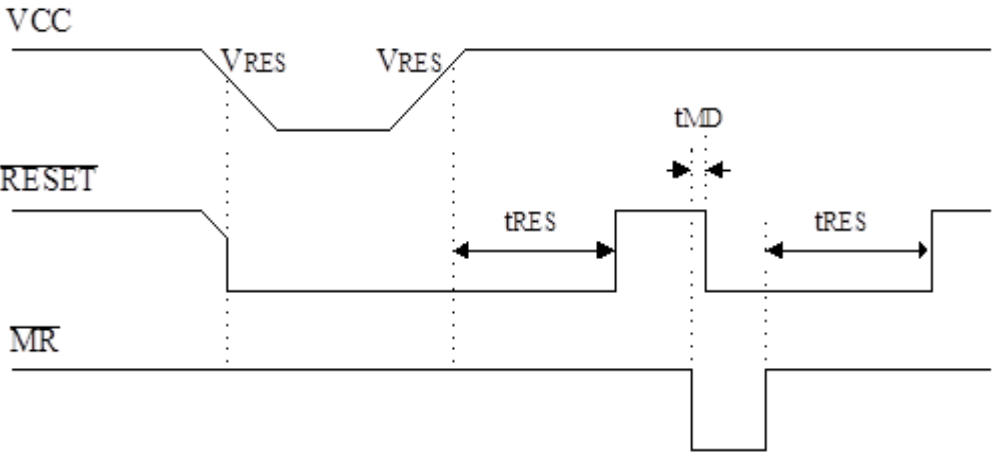 VCC
VRES VRES
tMD
RESET
tRES tRES
MR